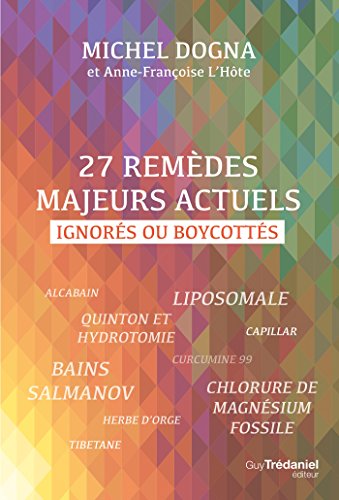 MICHEL DOGNA
et Anne-Françoise L'Hôte
27 REMÈDES
MAJEURS ACTUELS
IGNORÉS OU BOYCOTTÉS
ALCABAIN
LIPOSOMALE
QUINTON ET
HYDROTOMIE
CAPILLAR
CURCUMINE 99
BAINS
SALMANOV
CHLORURE DE
MAGNÉSIUM
FOSSILE
HERBE D'ORGE
TIBETANE
Guy Trédaniel
éditeur